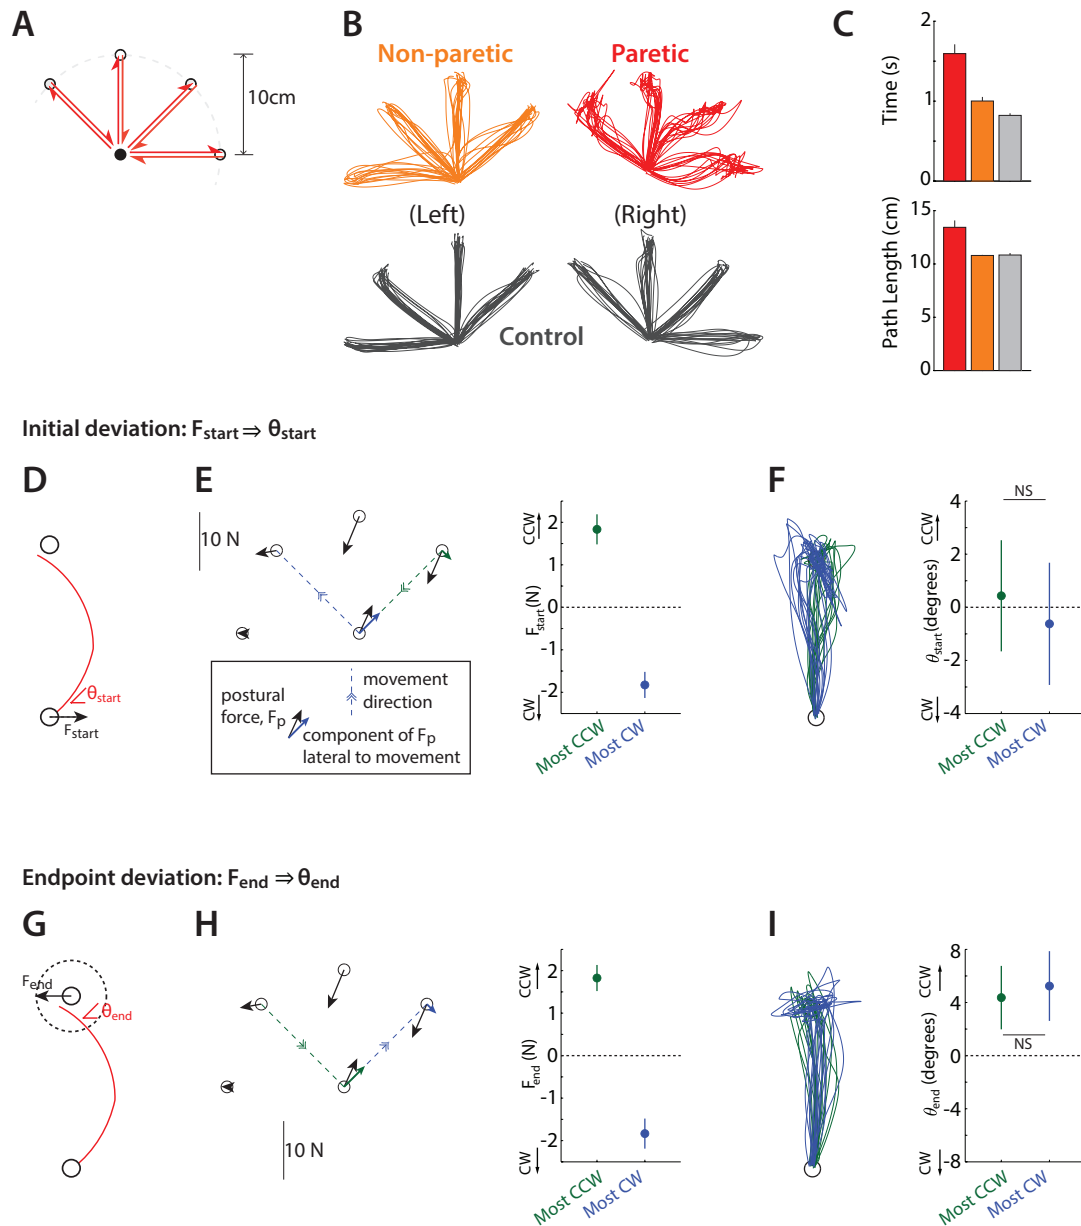 A
10cm
B
Non-paretic
Paretic
(Left)
(Right)
Control
C
2
1
0
Time (s)
15
10
5
0
Path Length (cm)
Initial deviation: Fstart ⇒ θstart
D
θstart
Fstart
E
10 N
postural
force, Fp
movement
direction
component of Fp
lateral to movement
CCW
CW
Fstart (N)
2
1
0
-1
-2
Most CCW
Most CW
F
NS
CCW
CW
θstart (degrees)
4
2
0
-2
-4
Most CCW
Most CW
Endpoint deviation: Fend ⇒ θend
G
Fend
θend
H
10 N
CCW
CW
Fend (N)
2
1
0
-1
-2
Most CCW
Most CW
I
CCW
CW
θend (degrees)
8
4
0
-4
-8
NS
Most CCW
Most CW